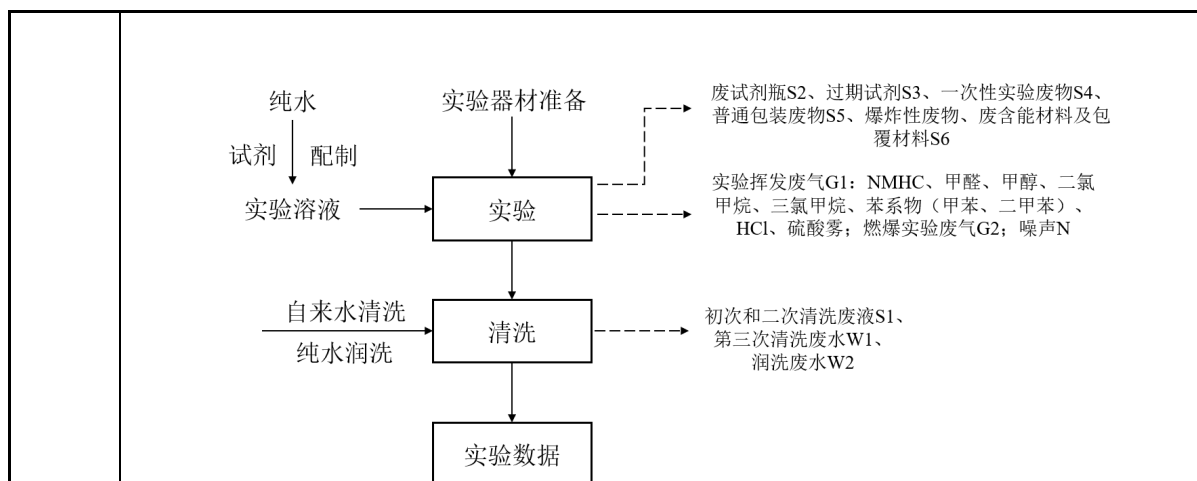 纯水
试剂
配制
实验溶液
实验器材准备
实验
废试剂瓶S2、过期试剂S3、一次性实验废物S4、
普通包装废物S5、爆炸性废物、废含能材料及包
覆材料S6
实验挥发废气G1：NMHC、甲醛、甲醇、二氯
甲烷、三氯甲烷、苯系物（甲苯、二甲苯）、
HCl、硫酸雾；燃爆实验废气G2；噪声N
自来水清洗
纯水润洗
清洗
初次和二次清洗废液S1、
第三次清洗废水W1、
润洗废水W2
实验数据